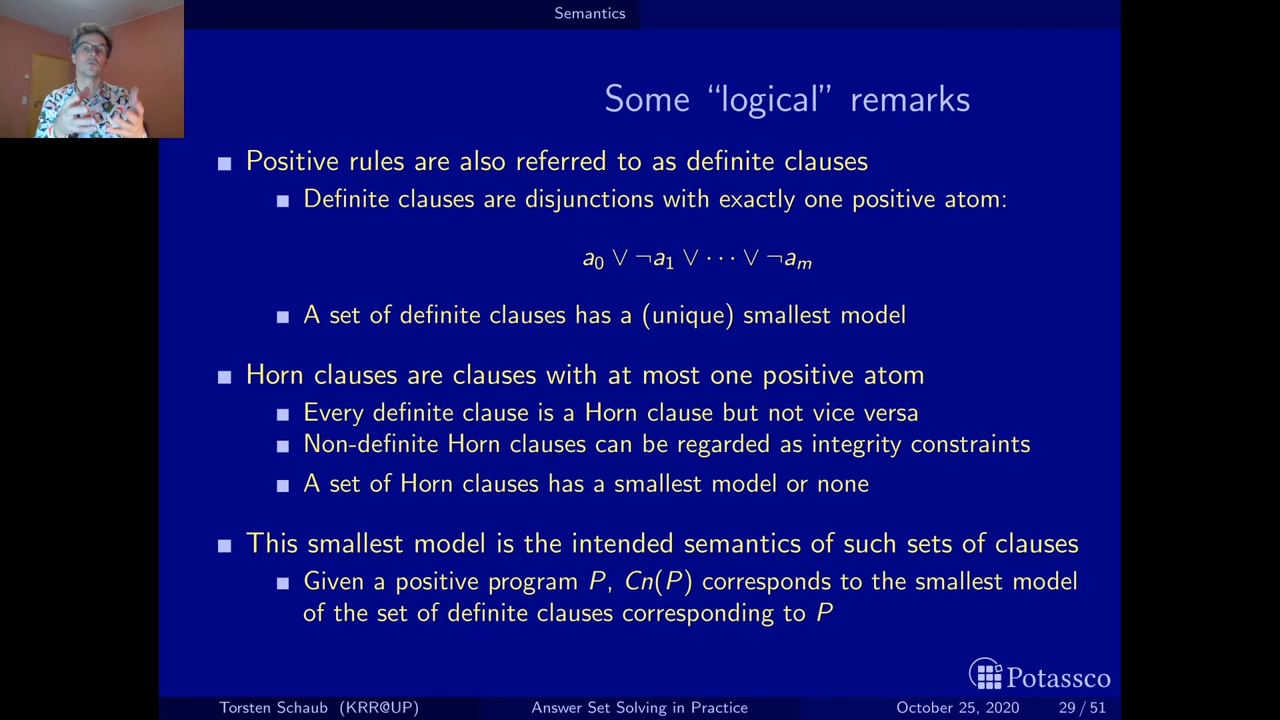 Semantics
Some “logical” remarks
Positive rules are also referred to as definite clauses
Definite clauses are disjunctions with exactly one positive atom:
a₀ ∨ ¬a₁ ∨ ··· ∨ ¬aₘ
A set of definite clauses has a (unique) smallest model
Horn clauses are clauses with at most one positive atom
Every definite clause is a Horn clause but not vice versa
Non-definite Horn clauses can be regarded as integrity constraints
A set of Horn clauses has a smallest model or none
This smallest model is the intended semantics of such sets of clauses
Given a positive program P, Cn(P) corresponds to the smallest model
of the set of definite clauses corresponding to P
Potassco
Torsten Schaub (KRR@UP) Answer Set Solving in Practice October 25, 2020 29 / 51